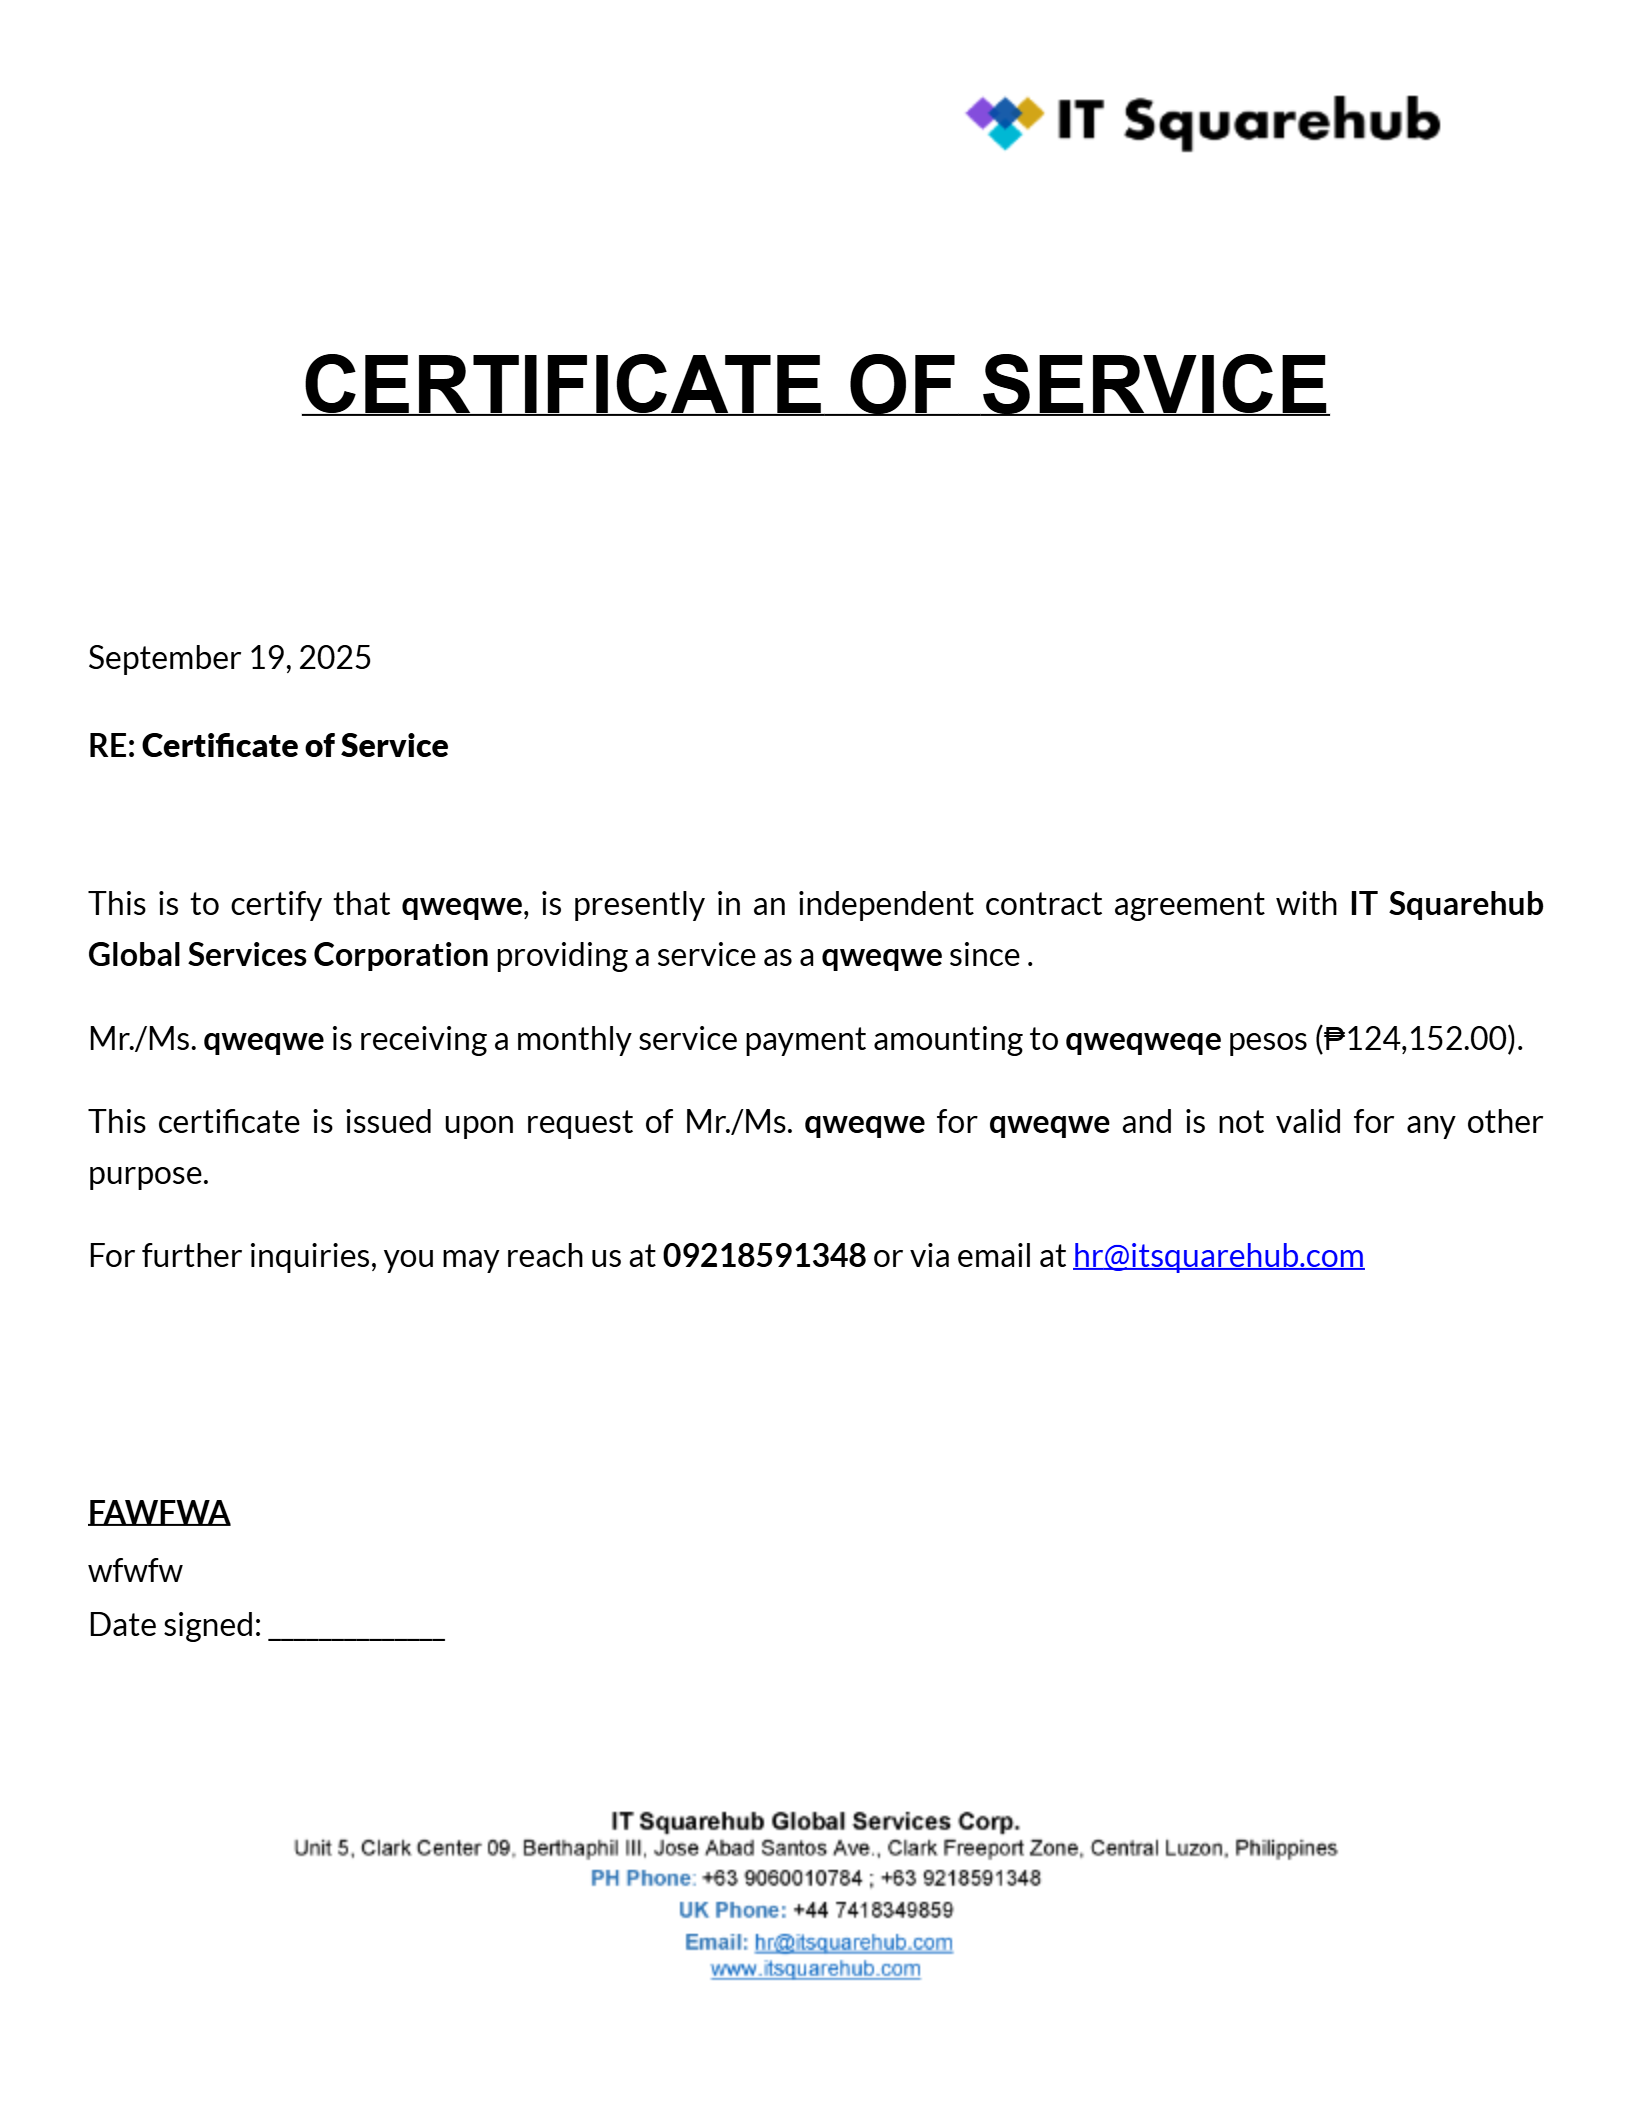 IT Squarehub
CERTIFICATE OF SERVICE
September 19, 2025
RE: Certificate of Service
This is to certify that qweqwe, is presently in an independent contract agreement with IT Squarehub
Global Services Corporation providing a service as a qweqwe since .
Mr./Ms. qweqwe is receiving a monthly service payment amounting to qweqweqe pesos (₱124,152.00).
This certificate is issued upon request of Mr./Ms. qweqwe for qweqwe and is not valid for any other
purpose.
For further inquiries, you may reach us at 09218591348 or via email at hr@itsquarehub.com
FAWFWA
wfwfw
Date signed: ______________
IT Squarehub Global Services Corp.
Unit 5, Clark Center 09, Berthaphil III, Jose Abad Santos Ave., Clark Freeport Zone, Central Luzon, Philippines
PH Phone: +63 9060010784 ; +63 9218591348
UK Phone: +44 7418349859
Email: hr@itsquarehub.com
www.itsquarehub.com